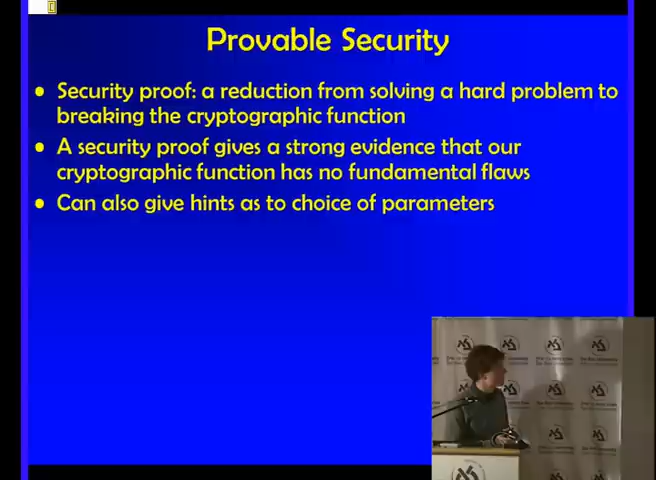 Provable Security
• Security proof: a reduction from solving a hard problem to
breaking the cryptographic function
• A security proof gives a strong evidence that our
cryptographic function has no fundamental flaws
• Can also give hints as to choice of parameters